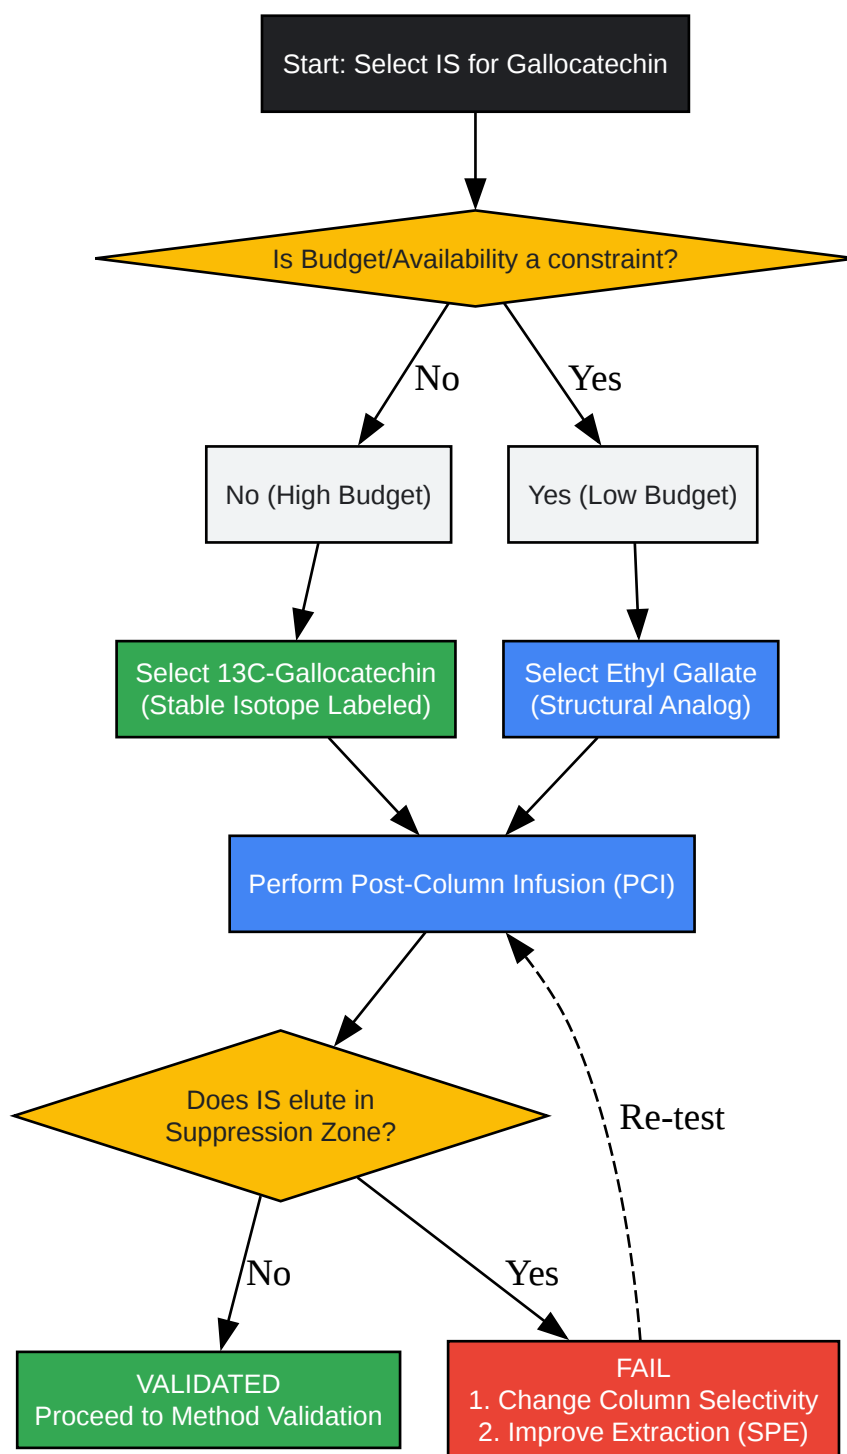 Start: Select IS for Gallocatechin
Is Budget/Availability a constraint?
No
Yes
No (High Budget)
Yes (Low Budget)
Select 13C-Gallocatechin
(Stable Isotope Labeled)
Select Ethyl Gallate
(Structural Analog)
Perform Post-Column Infusion (PCI)
Does IS elute in
Suppression Zone?
Re-test
No
Yes
VALIDATED
Proceed to Method Validation
FAIL
1. Change Column Selectivity
2. Improve Extraction (SPE)